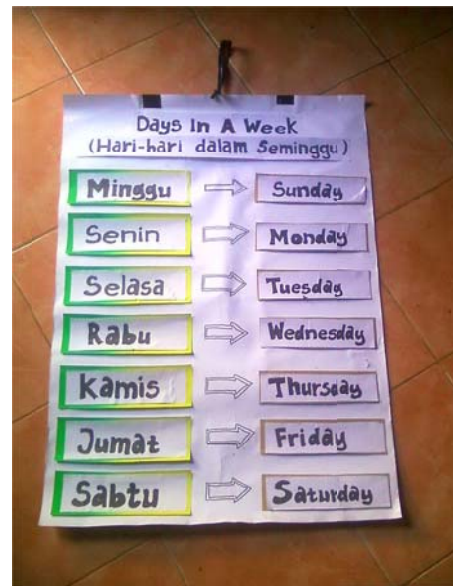 Days In A Week
(Hari-hari dalam Seminggu)
Minggu Sunday
Senin Monday
Selasa Tuesday
Rabu Wednesday
Kamis Thursday
Jumat Friday
Sabtu Saturday